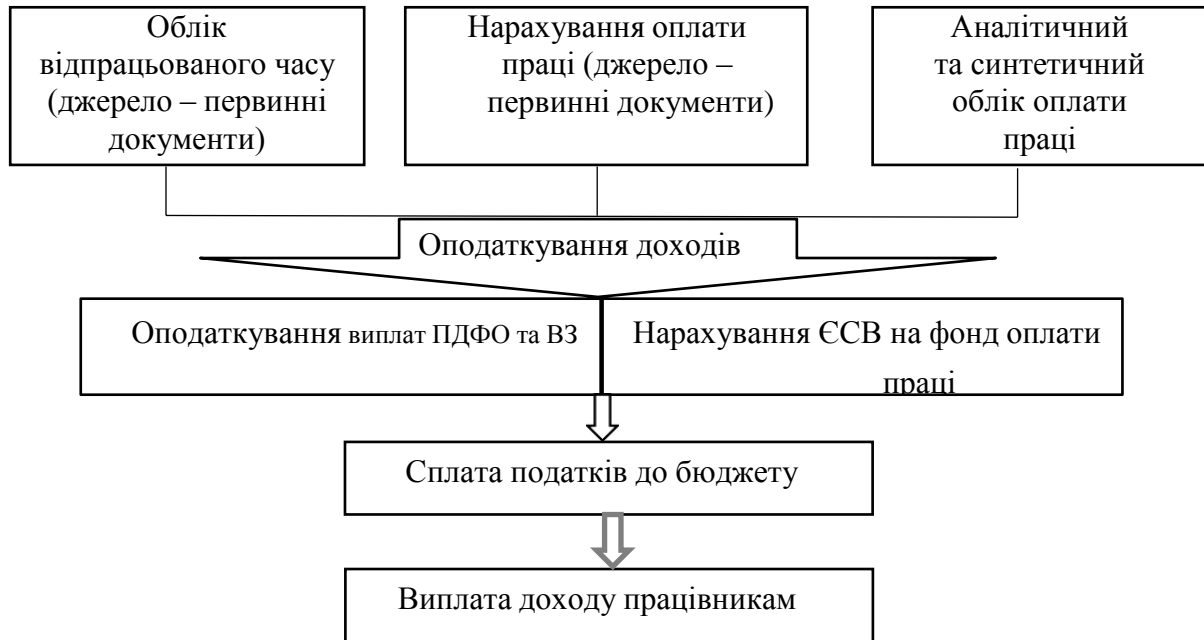 Облік
відпрацьованого часу
(джерело – первинні
документи)
Нарахування оплати
праці (джерело –
первинні документи)
Аналітичний
та синтетичний
облік оплати
праці
Оподаткування доходів
Оподаткування виплат ПДФО та ВЗ
Нарахування ЄСВ на фонд оплати
праці
Сплата податків до бюджету
Виплата доходу працівникам